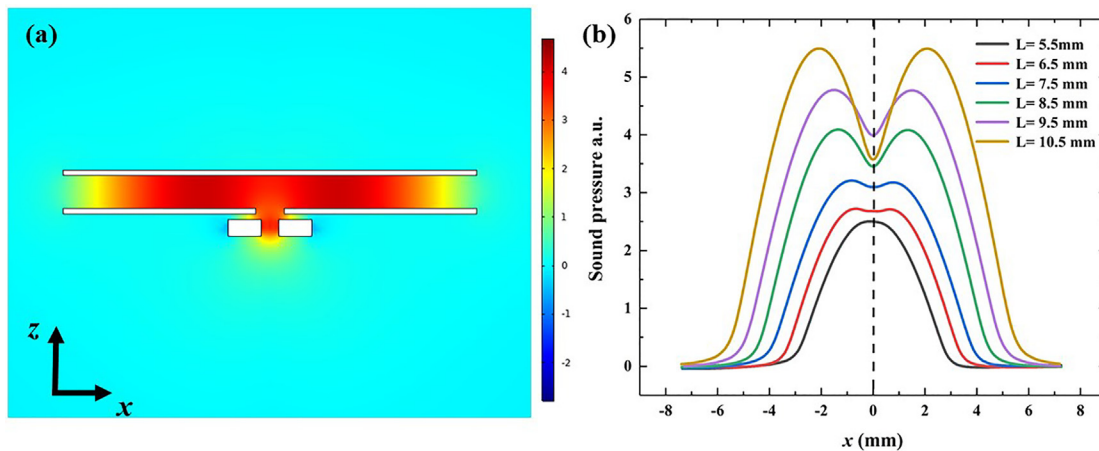 (a)
4
3
2
1
0
-1
-2
z
x
(b)
6
5
4
3
2
1
0
Sound pressure a.u.
L= 5.5mm
L= 6.5 mm
L= 7.5 mm
L= 8.5 mm
L= 9.5 mm
L= 10.5 mm
-8 -6 -4 -2 0 2 4 6 8
x (mm)